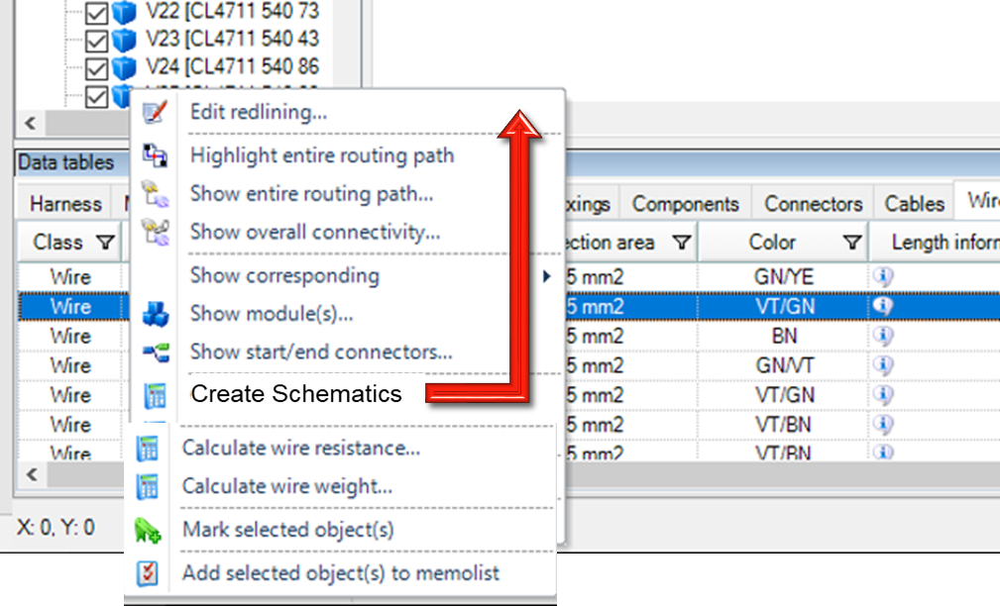 V22 [CL4711 540 73
V23 [CL4711 540 43
V24 [CL4711 540 86
Edit redlining...
Highlight entire routing path
Data tables
Show entire routing path...
Harness
xings
Components
Connectors
Cables
Wire
Show overall connectivity...
Class
ection area
Color
Length inform
Show corresponding
Wire
5 mm2
GN/YE
Show module(s)...
Wire
5 mm2
VT/GN
Wire
5 mm2
BN
Show start/end connectors...
Wire
5 mm2
GN/VT
Create Schematics
Wire
5 mm2
VT/GN
Wire
5 mm2
VT/BN
Calculate wire resistance...
Wire
5 mm2
VT/BN
Calculate wire weight...
X: 0, Y: 0
Mark selected object(s)
Add selected object(s) to memolist